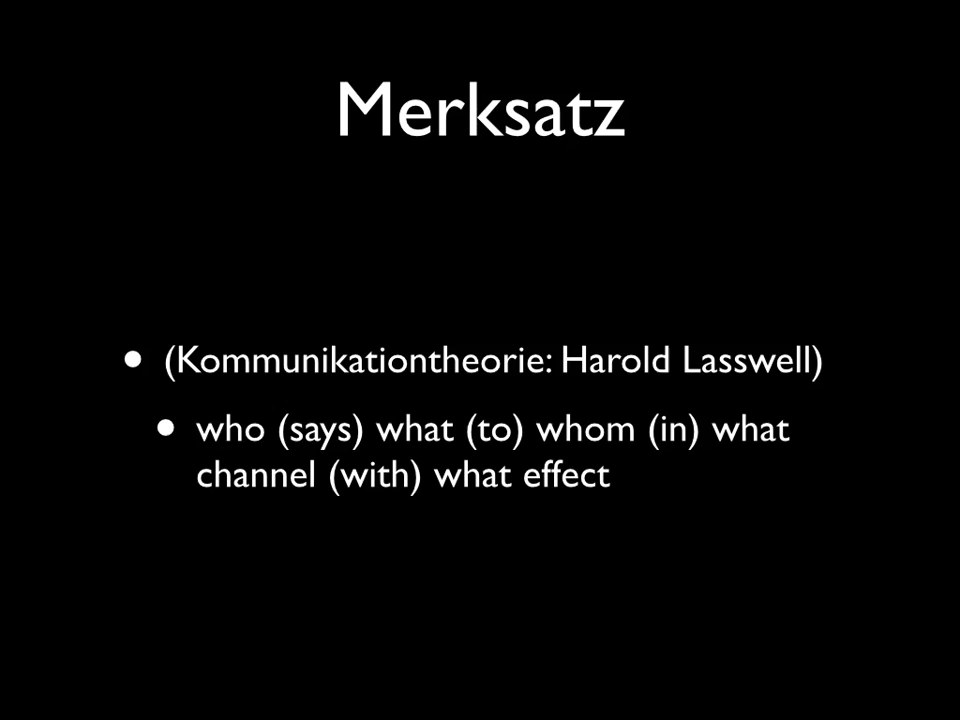 Merksatz
• (Kommunikationtheorie: Harold Lasswell)
• who (says) what (to) whom (in) what
channel (with) what effect